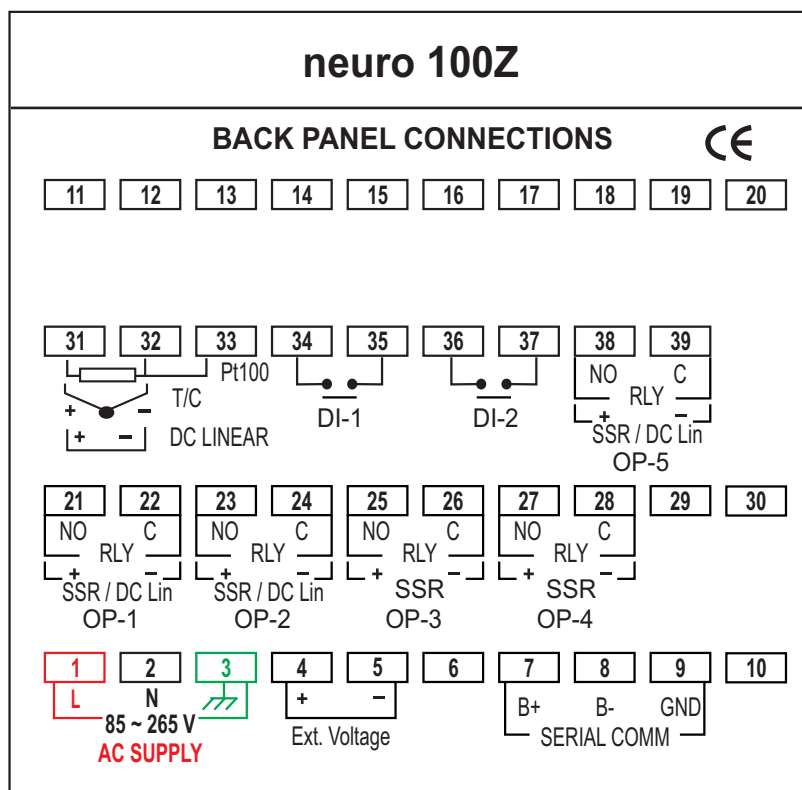 neuro 100Z
BACK PANEL CONNECTIONS CE
11 12 13 14 15 16 17 18 19 20
31 32 33 34 35 36 37 38 39
Pt100 NO C
T/C DI-1 DI-2 RLY
+ − + −
+ − DC LINEAR SSR / DC Lin
OP-5
21 22 23 24 25 26 27 28 29 30
NO C NO C NO C NO C
RLY RLY RLY RLY
+ − + − + − + −
SSR / DC Lin SSR / DC Lin SSR SSR
OP-1 OP-2 OP-3 OP-4
1 2 3 4 5 6 7 8 9 10
L N + − B+ B- GND
85 ~ 265 V Ext. Voltage SERIAL COMM
AC SUPPLY